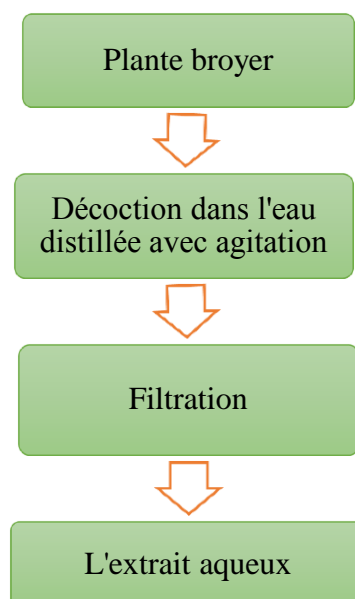 Plante broyer
Décoction dans l'eau
distillée avec agitation
Filtration
L'extrait aqueux